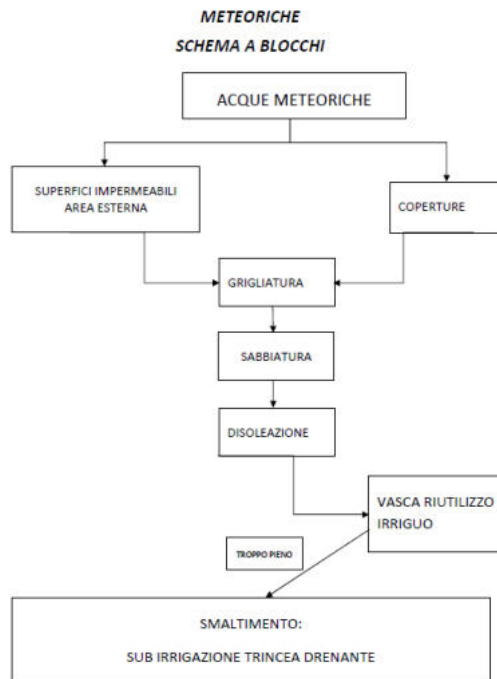 METEORICHE
SCHEMA A BLOCCHI
ACQUE METEORICHE
SUPERFICI IMPERMEABILI
AREA ESTERNA
COPERTURE
GRIGLIATURA
SABBIATURA
DISOLEAZIONE
VASCA RIUTILIZZO
IRRIGUO
TROPPO PIENO
SMALTIMENTO:
SUB IRRIGAZIONE TRINCEA DRENANTE